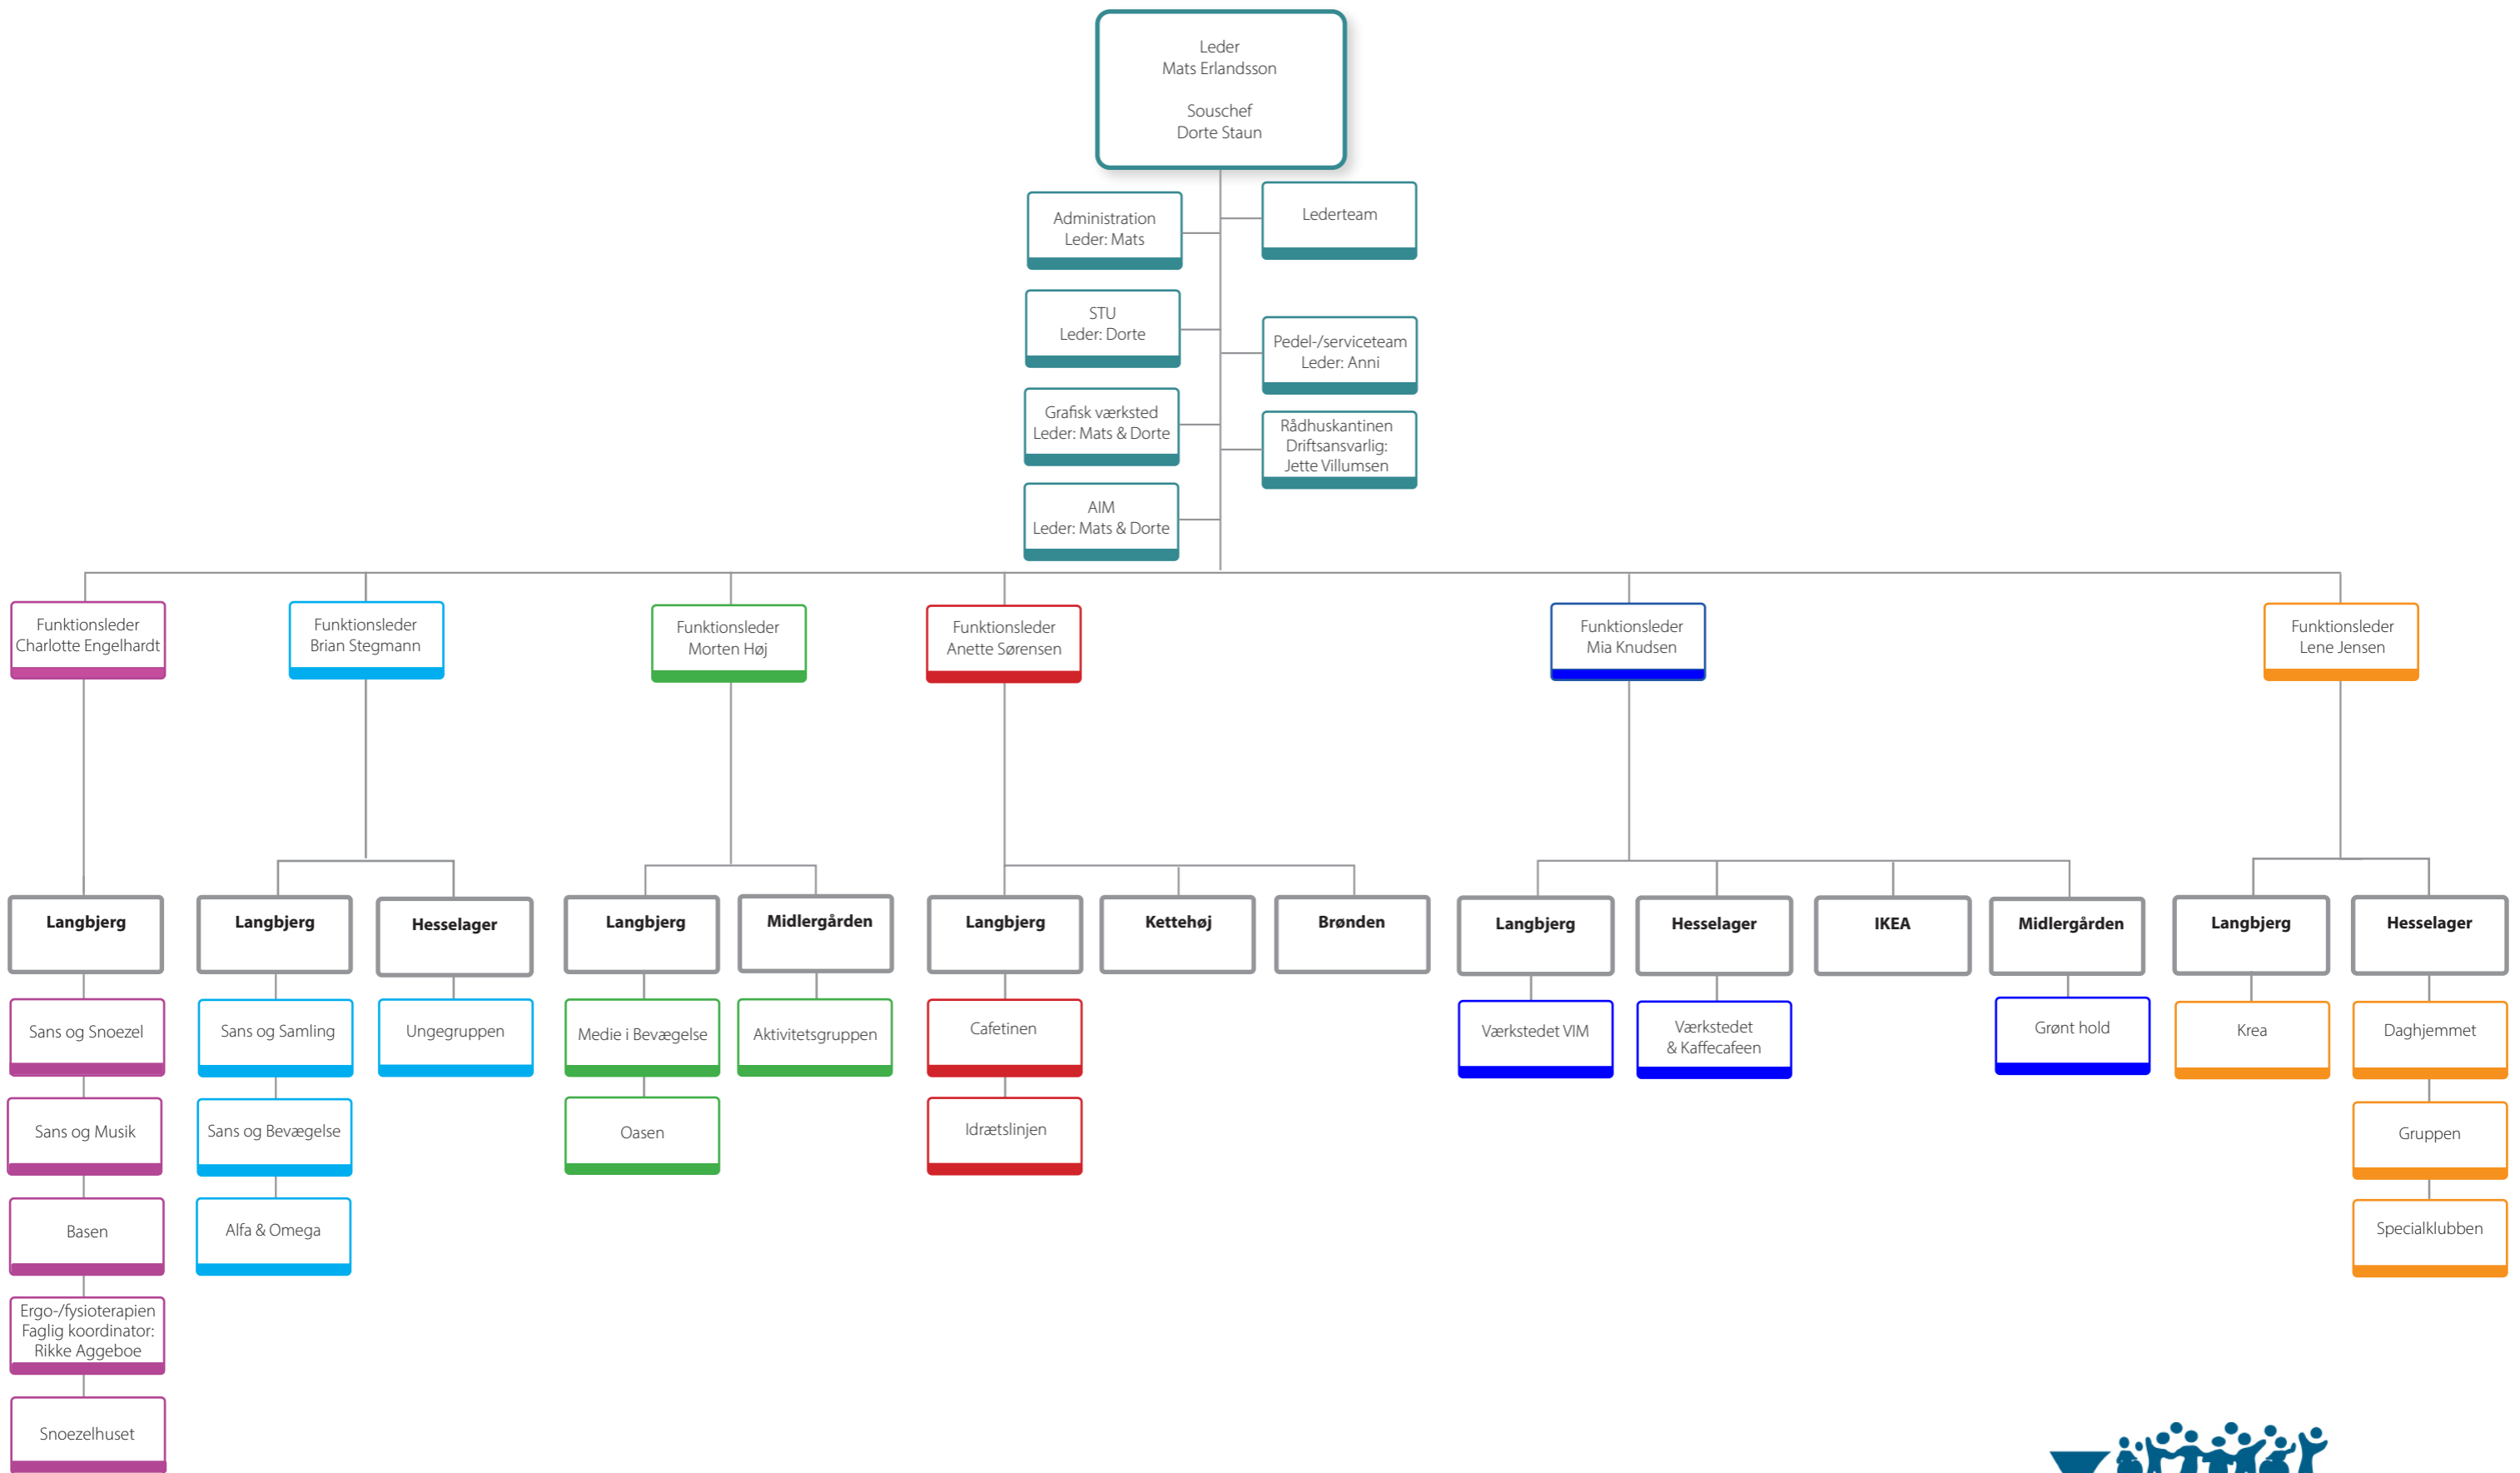 Leder
Mats Erlandsson
Souschef
Dorte Staun
Administration
Leder: Mats
Lederteam
STU
Leder: Dorte
Pedel-/serviceteam
Leder: Anni
Grafisk værksted
Leder: Mats & Dorte
Rådhuskantinen
Driftsansvarlig:
Jette Villumsen
AIM
Leder: Mats & Dorte
Funktionsleder
Charlotte Engelhardt
Funktionsleder
Brian Stegmann
Funktionsleder
Morten Høj
Funktionsleder
Anette Sørensen
Funktionsleder
Mia Knudsen
Funktionsleder
Lene Jensen
Langbjerg
Langbjerg
Hesselager
Langbjerg
Midlergården
Langbjerg
Kettehøj
Brønden
Langbjerg
Hesselager
IKEA
Midlergården
Langbjerg
Hesselager
Sans og Snoezel
Sans og Samling
Ungegruppen
Medie i Bevægelse
Aktivitetsgruppen
Cafetinen
Værkstedet VIM
Værkstedet
& Kaffecafeen
Grønt hold
Krea
Daghjemmet
Sans og Musik
Sans og Bevægelse
Oasen
Idrætslinjen
Gruppen
Basen
Alfa & Omega
Specialklubben
Ergo-/fysioterapien
Faglig koordinator:
Rikke Aggeboe
Snoezelhuset